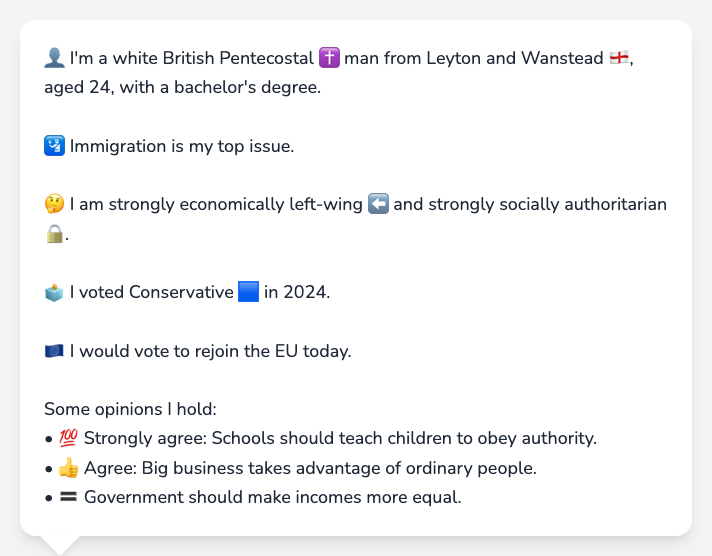 👤 I'm a white British Pentecostal ✝️ man from Leyton and Wanstead 🏴󠁧󠁢󠁥󠁮󠁧󠁿,
aged 24, with a bachelor's degree.
🛂 Immigration is my top issue.
🤔 I am strongly economically left-wing ⬅️ and strongly socially authoritarian
🔒.
🗳️ I voted Conservative 🟦 in 2024.
🇪🇺 I would vote to rejoin the EU today.
Some opinions I hold:
• 💯 Strongly agree: Schools should teach children to obey authority.
• 👍 Agree: Big business takes advantage of ordinary people.
• 🟰 Government should make incomes more equal.